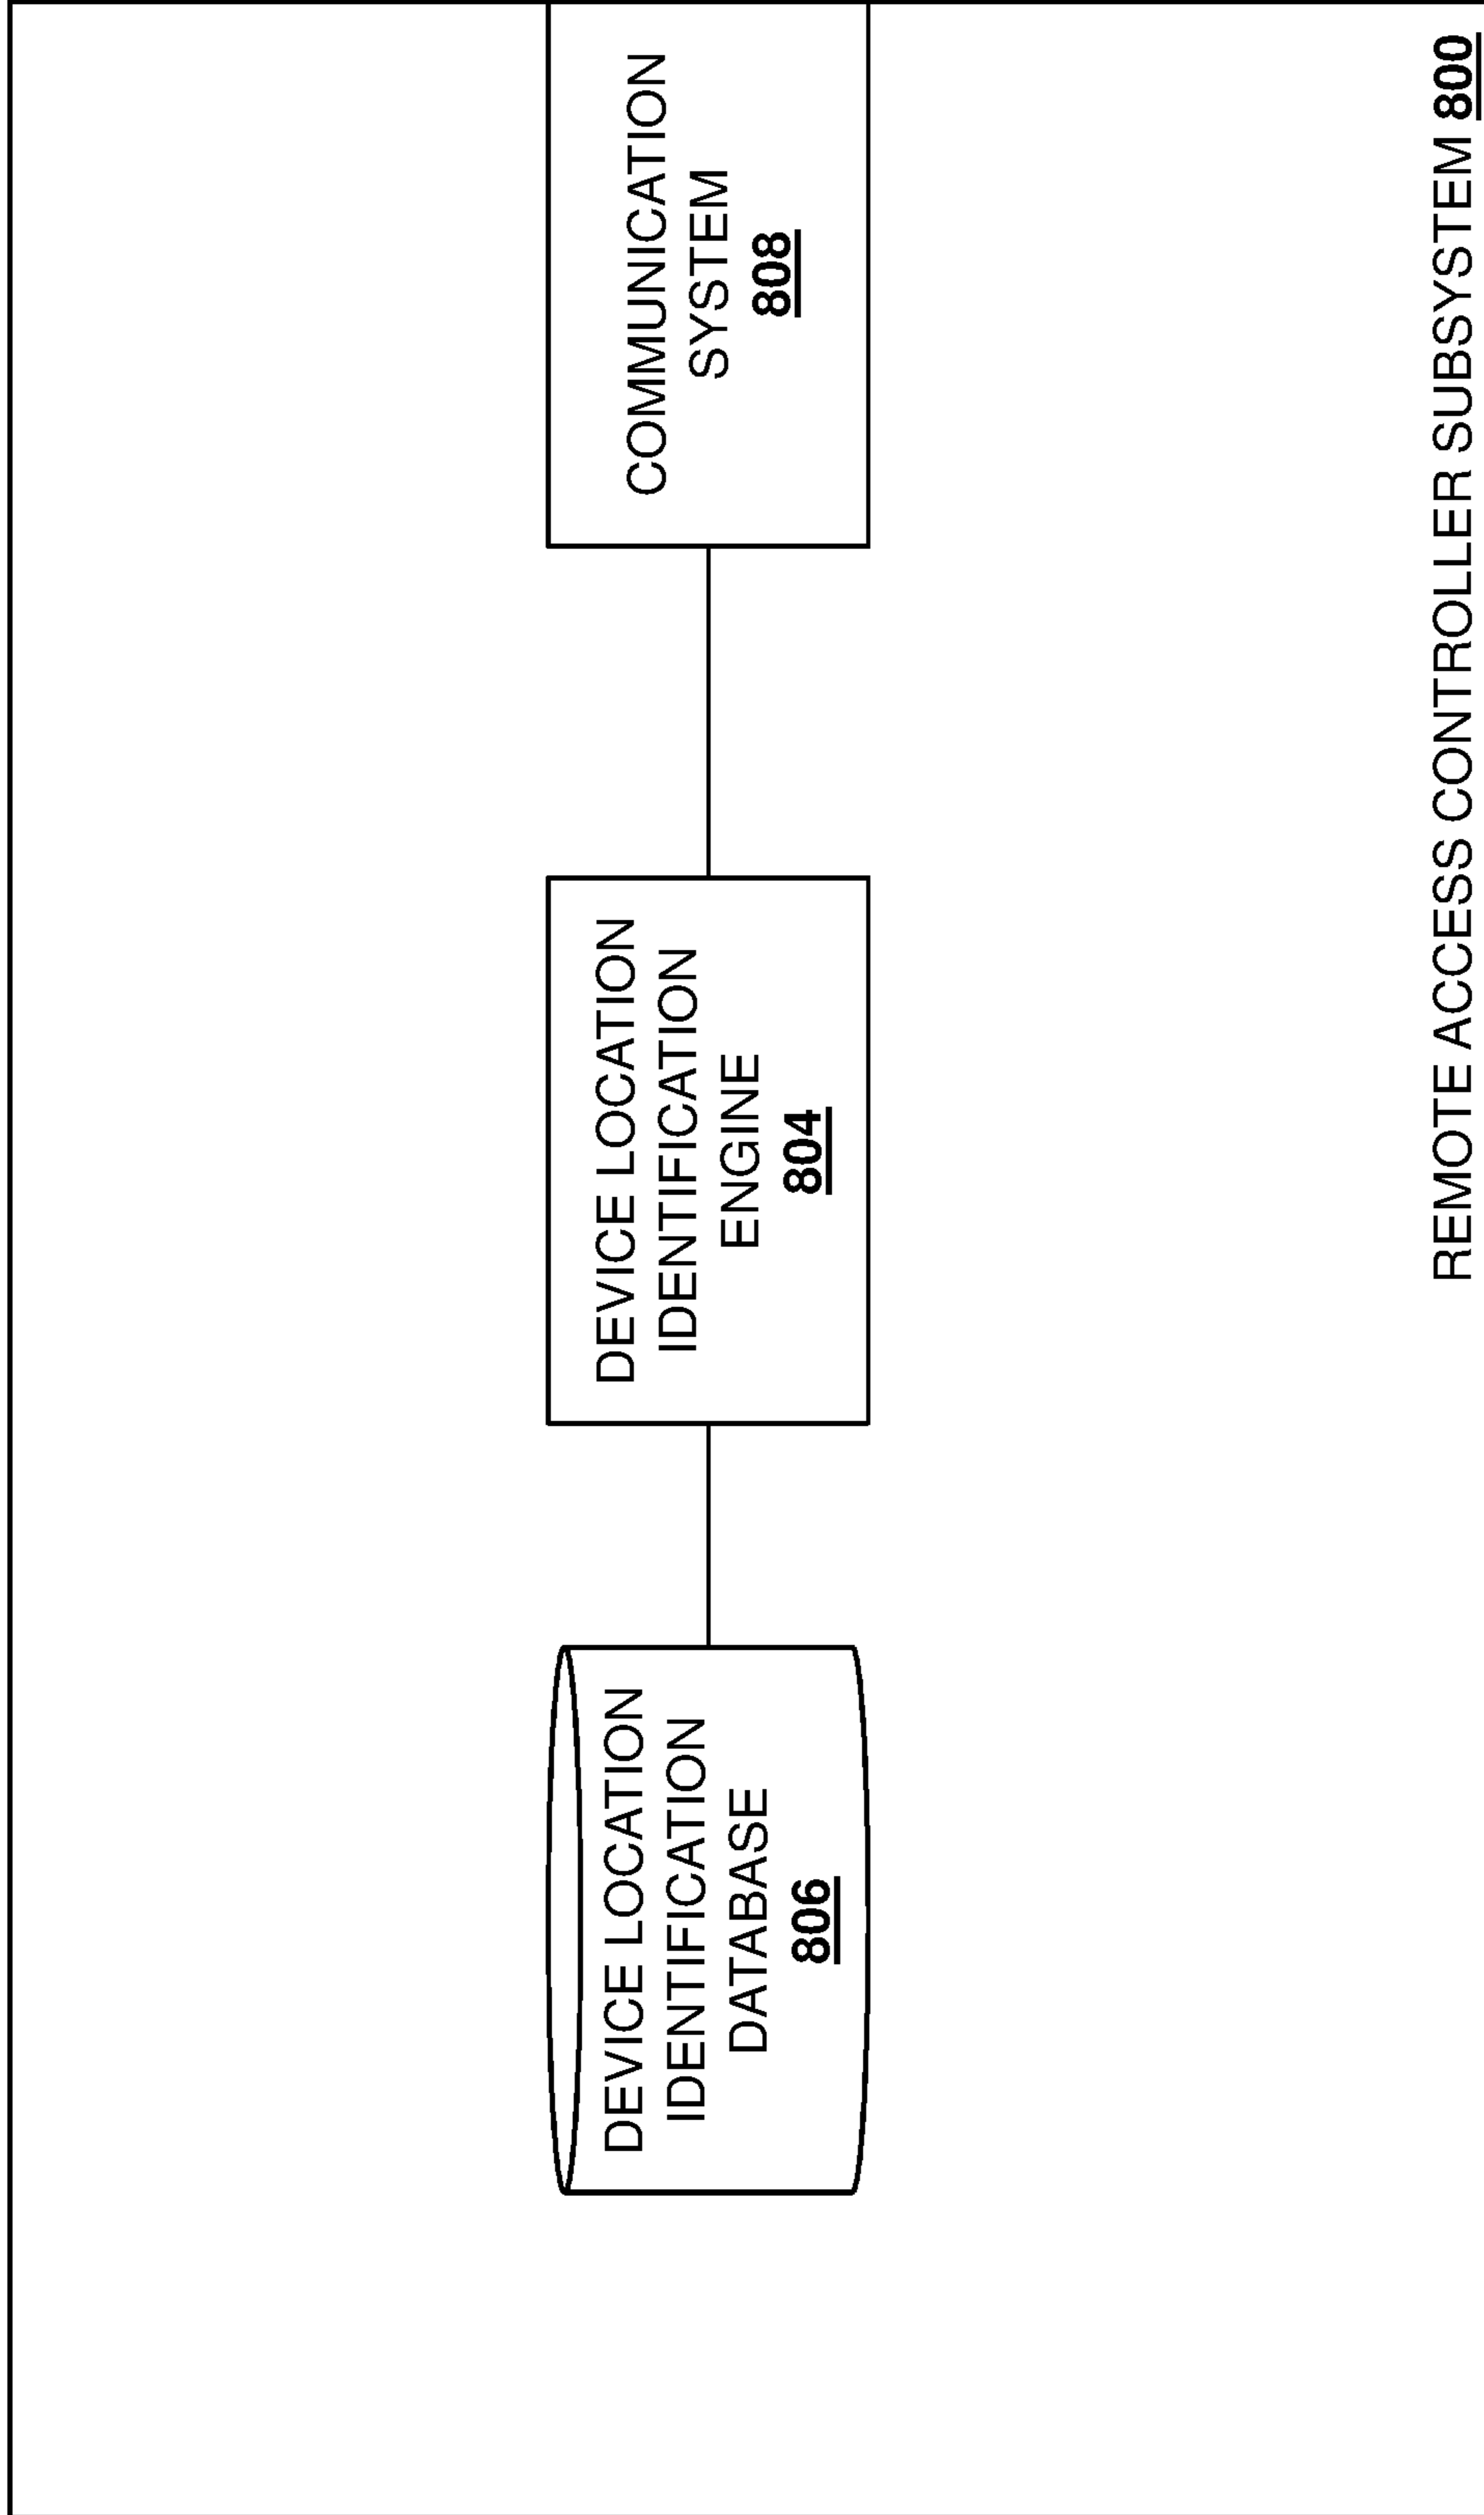 DEVICE LOCATION
IDENTIFICATION
DATABASE
806
DEVICE LOCATION
IDENTIFICATION
ENGINE
804
COMMUNICATION
SYSTEM
808
REMOTE ACCESS CONTROLLER SUBSYSTEM 800